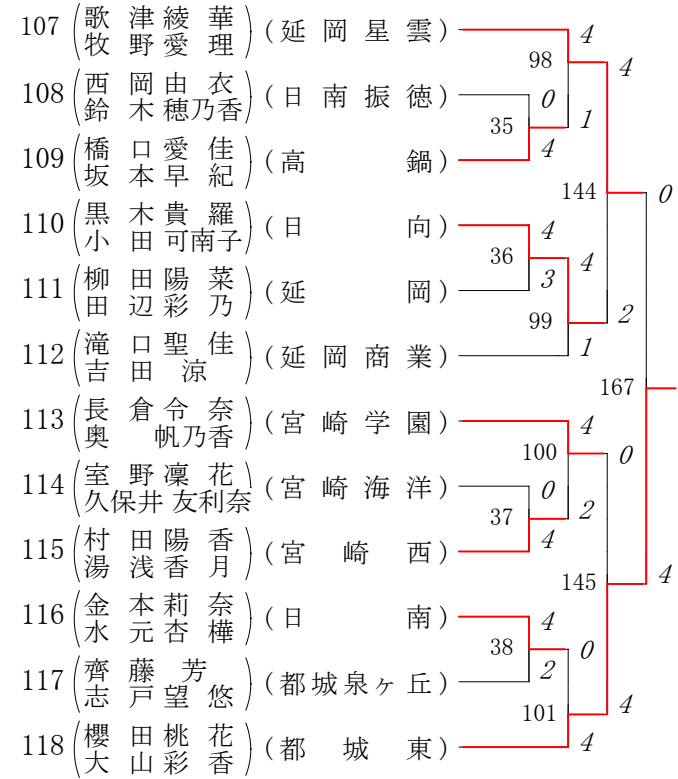 歌津綾華
107 (延岡星雲) 4
牧野愛理
98 4
西岡由衣
108 (日南振徳) 0
鈴木穂乃香
35 1
橋口愛佳
109 (高鍋) 4
坂本早紀
144 0
黒木貴羅
110 (日向) 4
小田可南子
36 4
柳田陽菜
111 (延岡) 3
田辺彩乃
99 2
滝口聖佳
112 (延岡商業) 1
吉田涼
167
長倉令奈
113 (宮崎学園) 4
奥帆乃香
100 0
室野凜花
114 (宮崎海洋) 0
久保井友利奈
37 2
村田陽香
115 (宮崎西) 4
湯浅香月
145 4
金本莉奈
116 (日南) 4
水元杏樺
38 0
齊藤芳
117 (都城泉ヶ丘) 2
志戸望悠
101 4
櫻田桃花
118 (都城東) 4
大山彩香